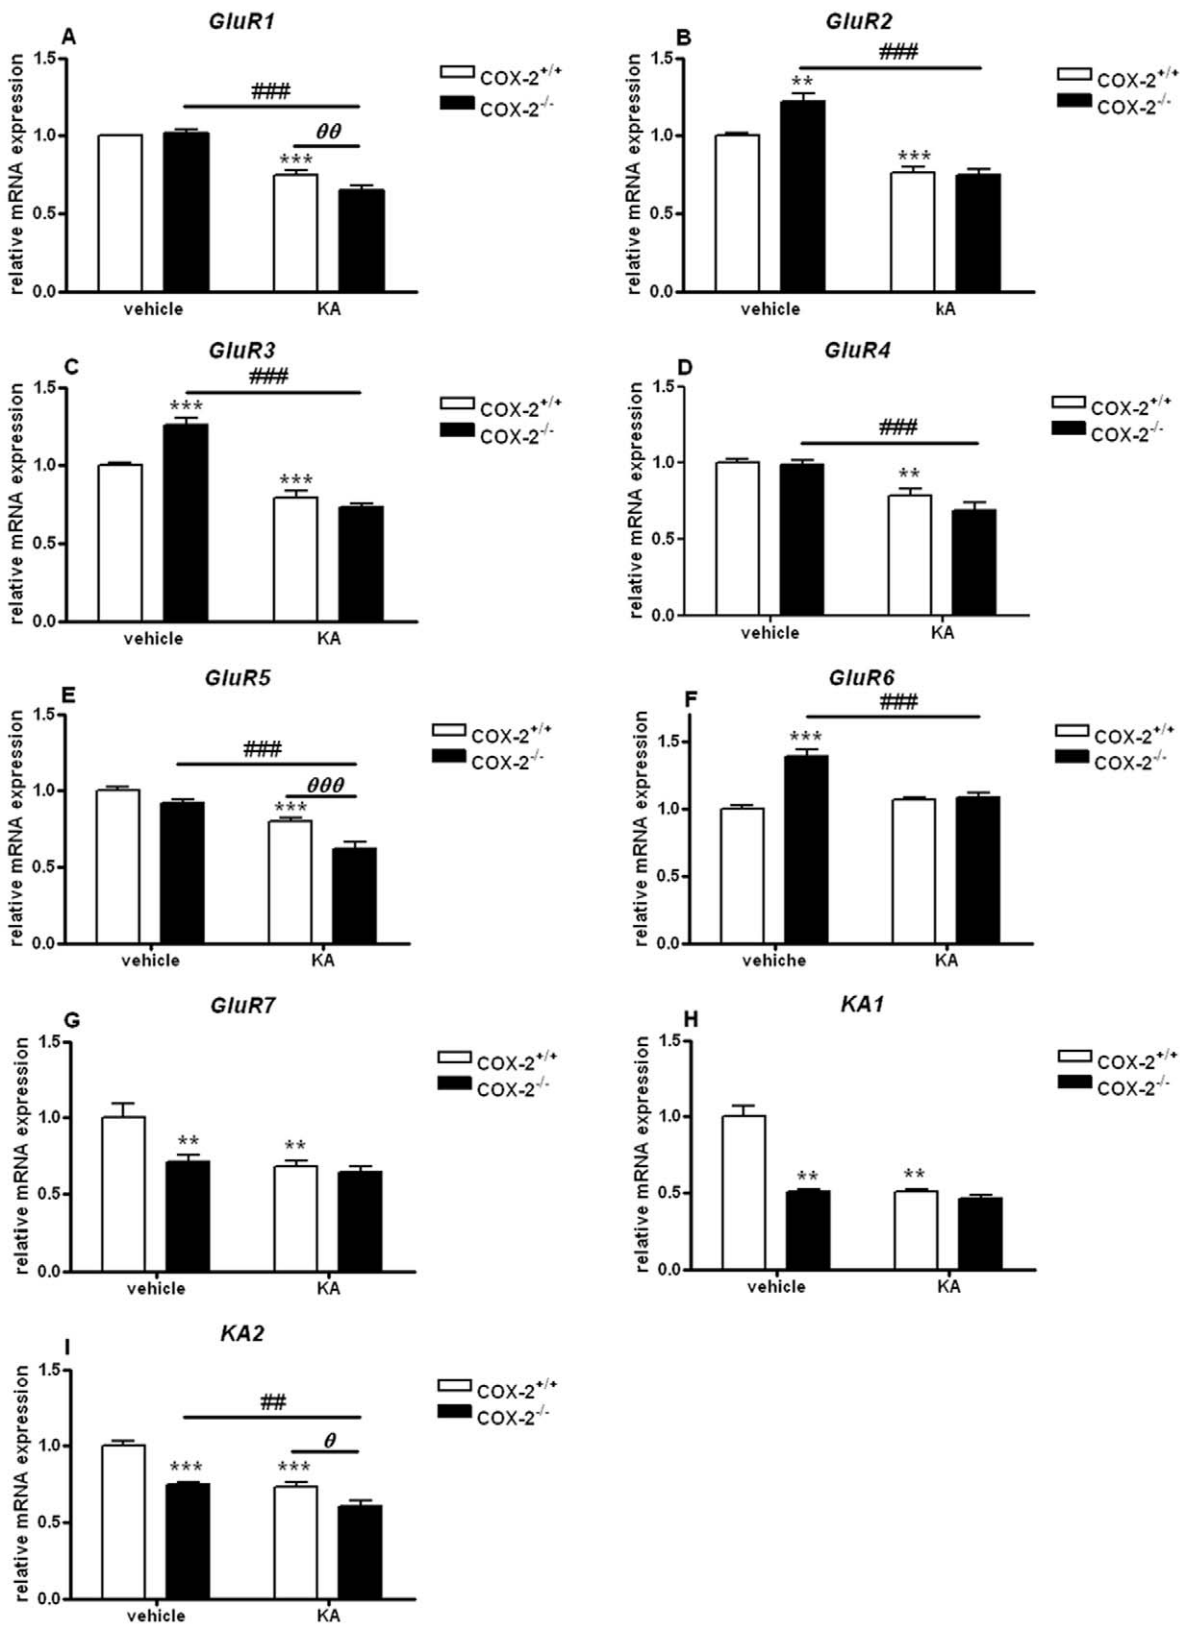 GluR1
A
relative mRNA expression
1.5
1.0
0.5
0.0
###
θθ
***
vehicle
KA
COX-2+/+
COX-2-/-
GluR2
B
relative mRNA expression
1.5
1.0
0.5
0.0
###
**
***
vehicle
kA
COX-2+/+
COX-2-/-
GluR3
C
relative mRNA expression
1.5
1.0
0.5
0.0
###
***
***
vehicle
KA
COX-2+/+
COX-2-/-
GluR4
D
relative mRNA expression
1.5
1.0
0.5
0.0
###
**
vehicle
KA
COX-2+/+
COX-2-/-
GluR5
E
relative mRNA expression
1.5
1.0
0.5
0.0
###
θθθ
***
vehicle
KA
COX-2+/+
COX-2-/-
GluR6
F
relative mRNA expression
1.5
1.0
0.5
0.0
###
***
vehiche
KA
COX-2+/+
COX-2-/-
GluR7
G
relative mRNA expression
1.5
1.0
0.5
0.0
**
**
vehicle
KA
COX-2+/+
COX-2-/-
KA1
H
relative mRNA expression
1.5
1.0
0.5
0.0
**
**
vehicle
KA
COX-2+/+
COX-2-/-
KA2
I
relative mRNA expression
1.5
1.0
0.5
0.0
##
θ
***
***
vehicle
KA
COX-2+/+
COX-2-/-